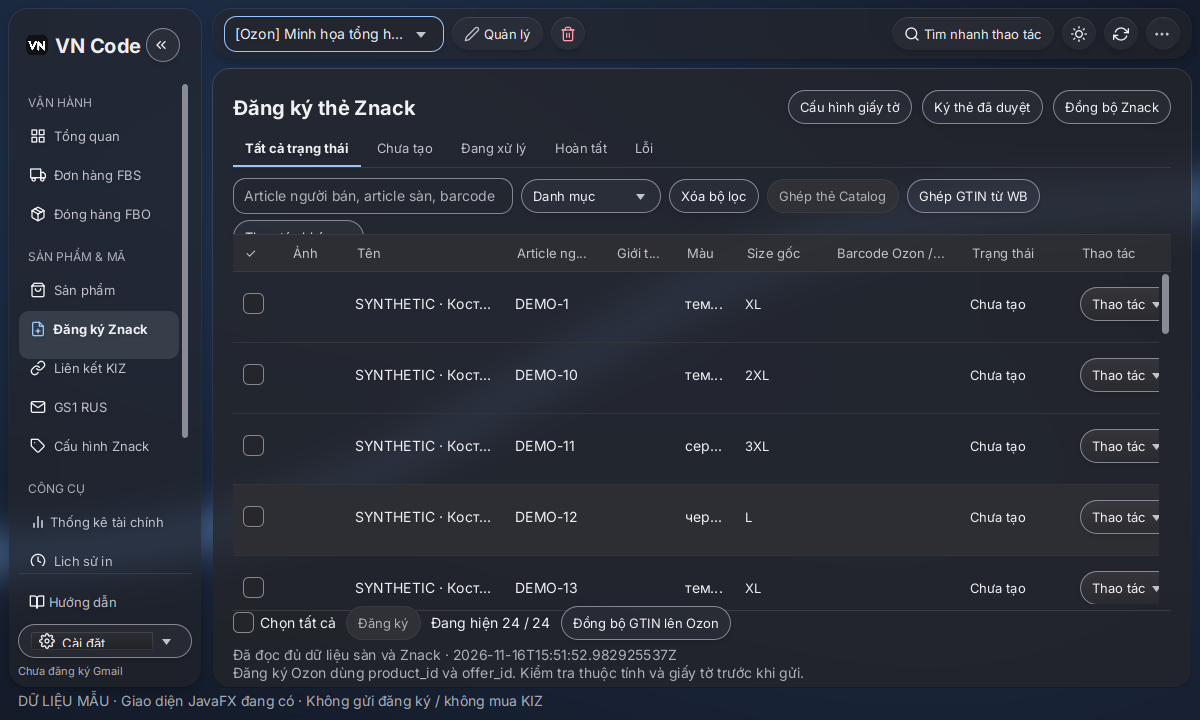 VN VN Code
[Ozon] Minh họa tổng h...
Quản lý
Tìm nhanh thao tác
VẬN HÀNH
Tổng quan
Đơn hàng FBS
Đóng hàng FBO
SẢN PHẨM & MÃ
Sản phẩm
Đăng ký Znack
Liên kết KIZ
GS1 RUS
Cấu hình Znack
CÔNG CỤ
Thống kê tài chính
Lịch sử in
Hướng dẫn
Cài đặt
Chưa đăng ký Gmail
Đăng ký thẻ Znack
Cấu hình giấy tờ
Ký thẻ đã duyệt
Đồng bộ Znack
Tất cả trạng thái Chưa tạo Đang xử lý Hoàn tất Lỗi
Article người bán, article sàn, barcode
Danh mục
Xóa bộ lọc
Ghép thẻ Catalog
Ghép GTIN từ WB
Ảnh Tên Article ng... Giới t... Màu Size gốc Barcode Ozon /... Trạng thái Thao tác
SYNTHETIC · Кост... DEMO-1 тем... XL Chưa tạo Thao tác
SYNTHETIC · Кост... DEMO-10 тем... 2XL Chưa tạo Thao tác
SYNTHETIC · Кост... DEMO-11 сер... 3XL Chưa tạo Thao tác
SYNTHETIC · Кост... DEMO-12 чер... L Chưa tạo Thao tác
SYNTHETIC · Кост... DEMO-13 тем... XL Chưa tạo Thao tác
Chọn tất cả Đăng ký Đang hiện 24 / 24 Đồng bộ GTIN lên Ozon
Đã đọc đủ dữ liệu sàn và Znack · 2026-11-16T15:51:52.982925537Z
Đăng ký Ozon dùng product_id và offer_id. Kiểm tra thuộc tính và giấy tờ trước khi gửi.
DỮ LIỆU MẪU · Giao diện JavaFX đang có · Không gửi đăng ký / không mua KIZ